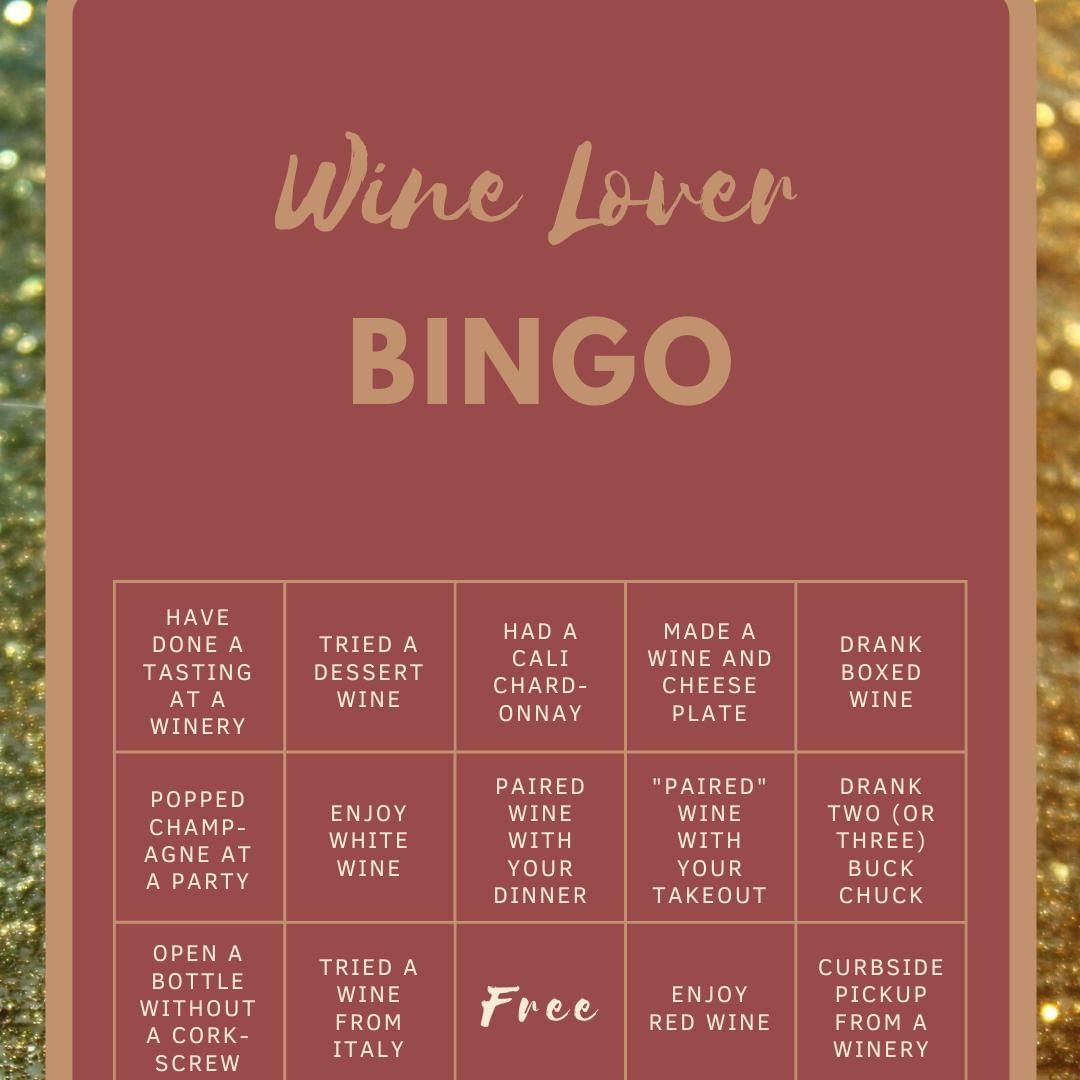 Wine Lover
BINGO
HAVE
DONE A
TASTING
AT A
WINERY
TRIED A
DESSERT
WINE
HAD A
CALI
CHARD-
ONNAY
MADE A
WINE AND
CHEESE
PLATE
DRANK
BOXED
WINE
POPPED
CHAMP-
AGNE AT
A PARTY
ENJOY
WHITE
WINE
PAIRED
WINE
WITH
YOUR
DINNER
"PAIRED"
WINE
WITH
YOUR
TAKEOUT
DRANK
TWO (OR
THREE)
BUCK
CHUCK
OPEN A
BOTTLE
WITHOUT
A CORK-
SCREW
TRIED A
WINE
FROM
ITALY
Free
ENJOY
RED WINE
CURBSIDE
PICKUP
FROM A
WINERY